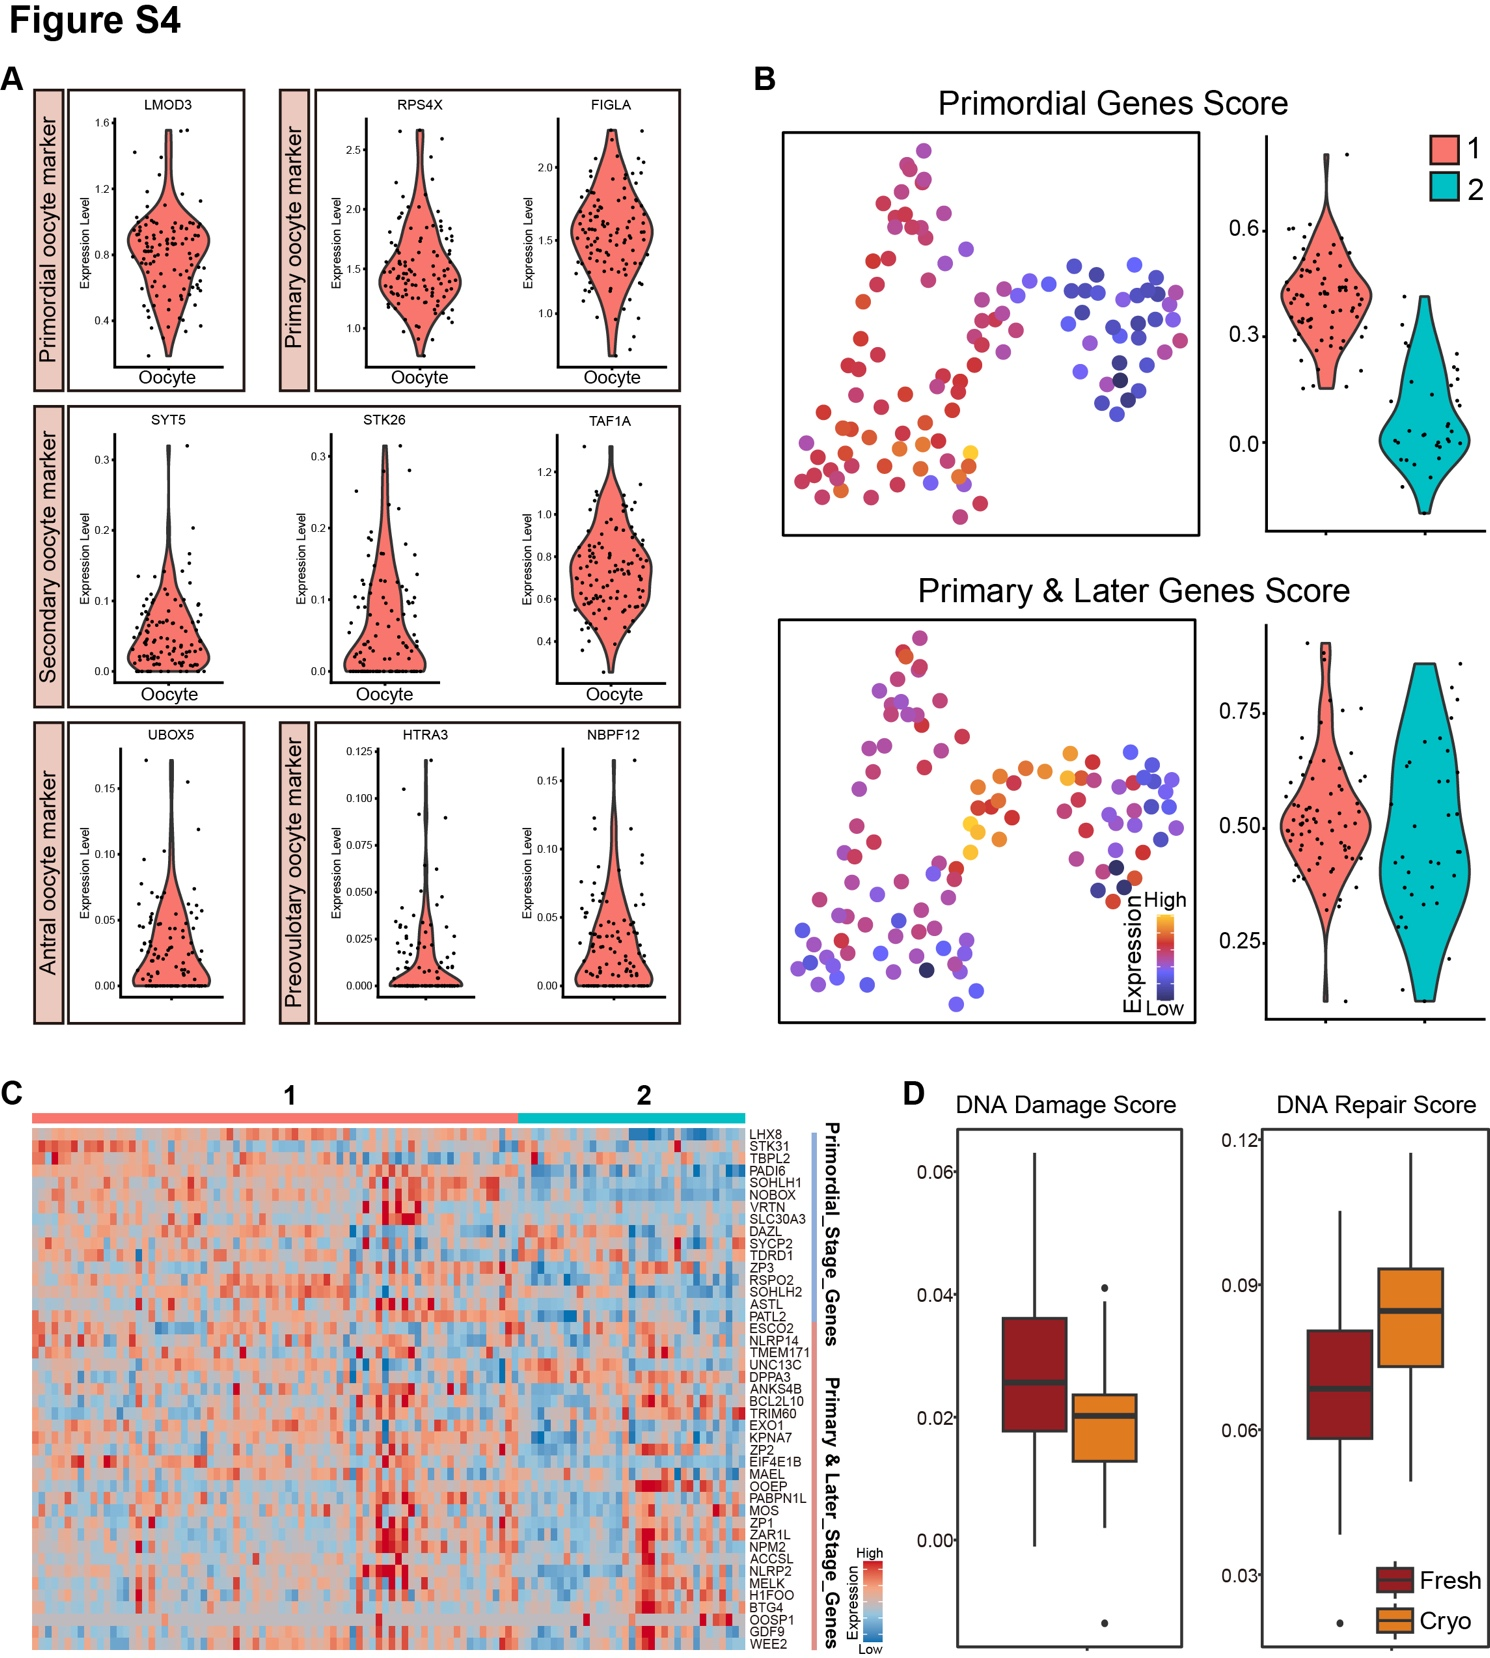 Figure S4
A
Primordial oocyte marker
LMOD3
Expression Level
1.6
1.2
0.8
0.4
Oocyte
Primary oocyte marker
RPS4X
Expression Level
2.5
2.0
1.5
1.0
Oocyte
FIGLA
Expression Level
2.0
1.5
1.0
Oocyte
Secondary oocyte marker
SYT5
Expression Level
0.3
0.2
0.1
0.0
Oocyte
STK26
Expression Level
0.3
0.2
0.1
0.0
Oocyte
TAF1A
Expression Level
1.2
1.0
0.8
0.6
0.4
Oocyte
Antral oocyte marker
UBOX5
Expression Level
0.15
0.10
0.05
0.00
Preovulotary oocyte marker
HTRA3
Expression Level
0.125
0.100
0.075
0.050
0.025
0.000
NBPF12
Expression Level
0.15
0.10
0.05
0.00
B
Primordial Genes Score
1
2
0.6
0.3
0.0
Primary & Later Genes Score
Expression
High
Low
0.75
0.50
0.25
C
1
2
LHX8
STK31
TBPL2
PADI6
SOHLH1
NOBOX
VRTN
SLC30A3
DAZL
SYCP2
TDRD1
ZP3
RSPO2
SOHLH2
ASTL
PATL2
ESCO2
NLRP14
TMEM171
UNC13C
DPPA3
ANKS4B
BCL2L10
TRIM60
EXO1
KPNA7
ZP2
EIF4E1B
MAEL
OOEP
PABPN1L
MOS
ZP1
ZAR1L
NPM2
ACCSL
NLRP2
MELK
H1FOO
BTG4
OOSP1
GDF9
WEE2
Primordial_Stage_Genes
Primary & Later_Stage_Genes
Expression
High
Low
D
DNA Damage Score
0.06
0.04
0.02
0.00
DNA Repair Score
0.12
0.09
0.06
0.03
Fresh
Cryo